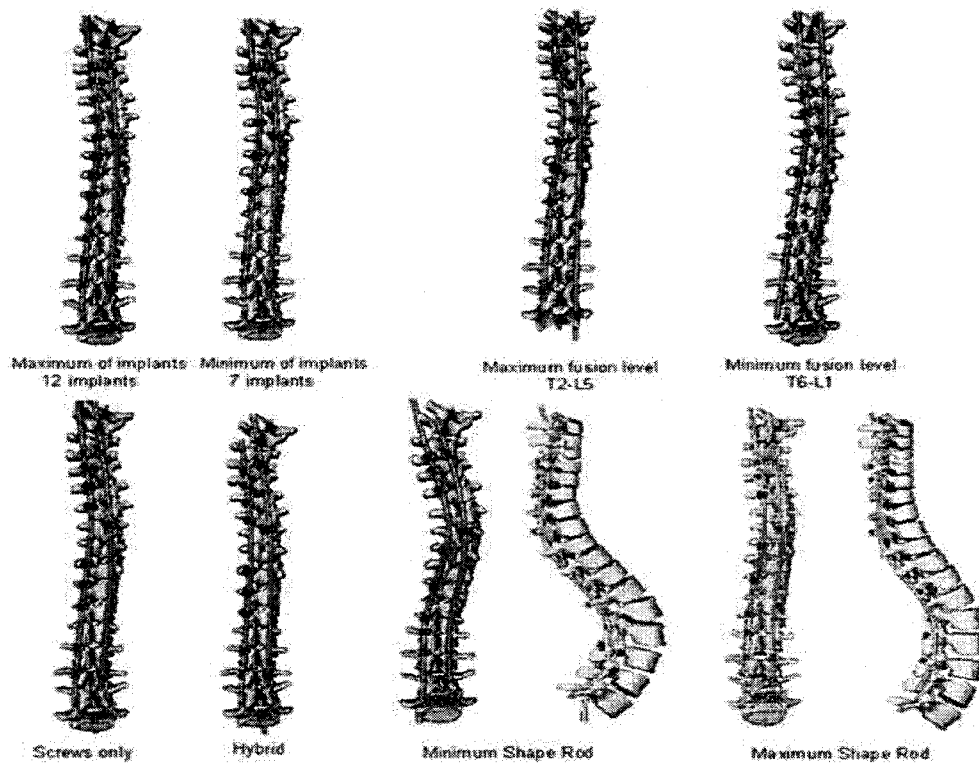 Maximum of implants
12 implants
Minimum of implants
7 implants
Maximum fusion level
T2-L5
Minimum fusion level
T6-L1
Screws only
Hybrid
Minimum Shape Rod
Maximum Shape Rod